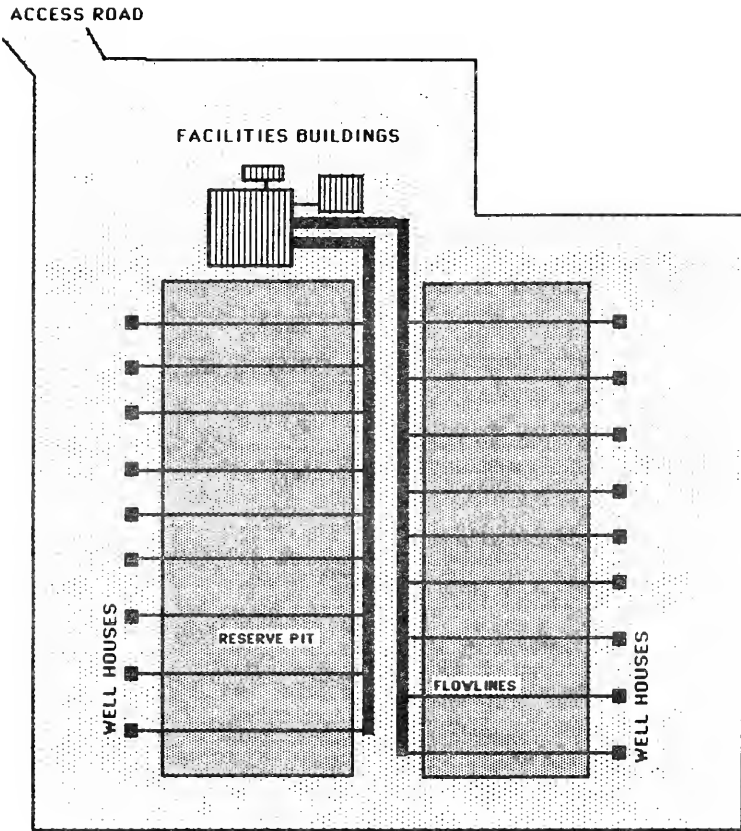 ACCESS ROAD
FACILITIES BUILDINGS
WELL HOUSES
RESERVE PIT
FLOWLINES
WELL HOUSES